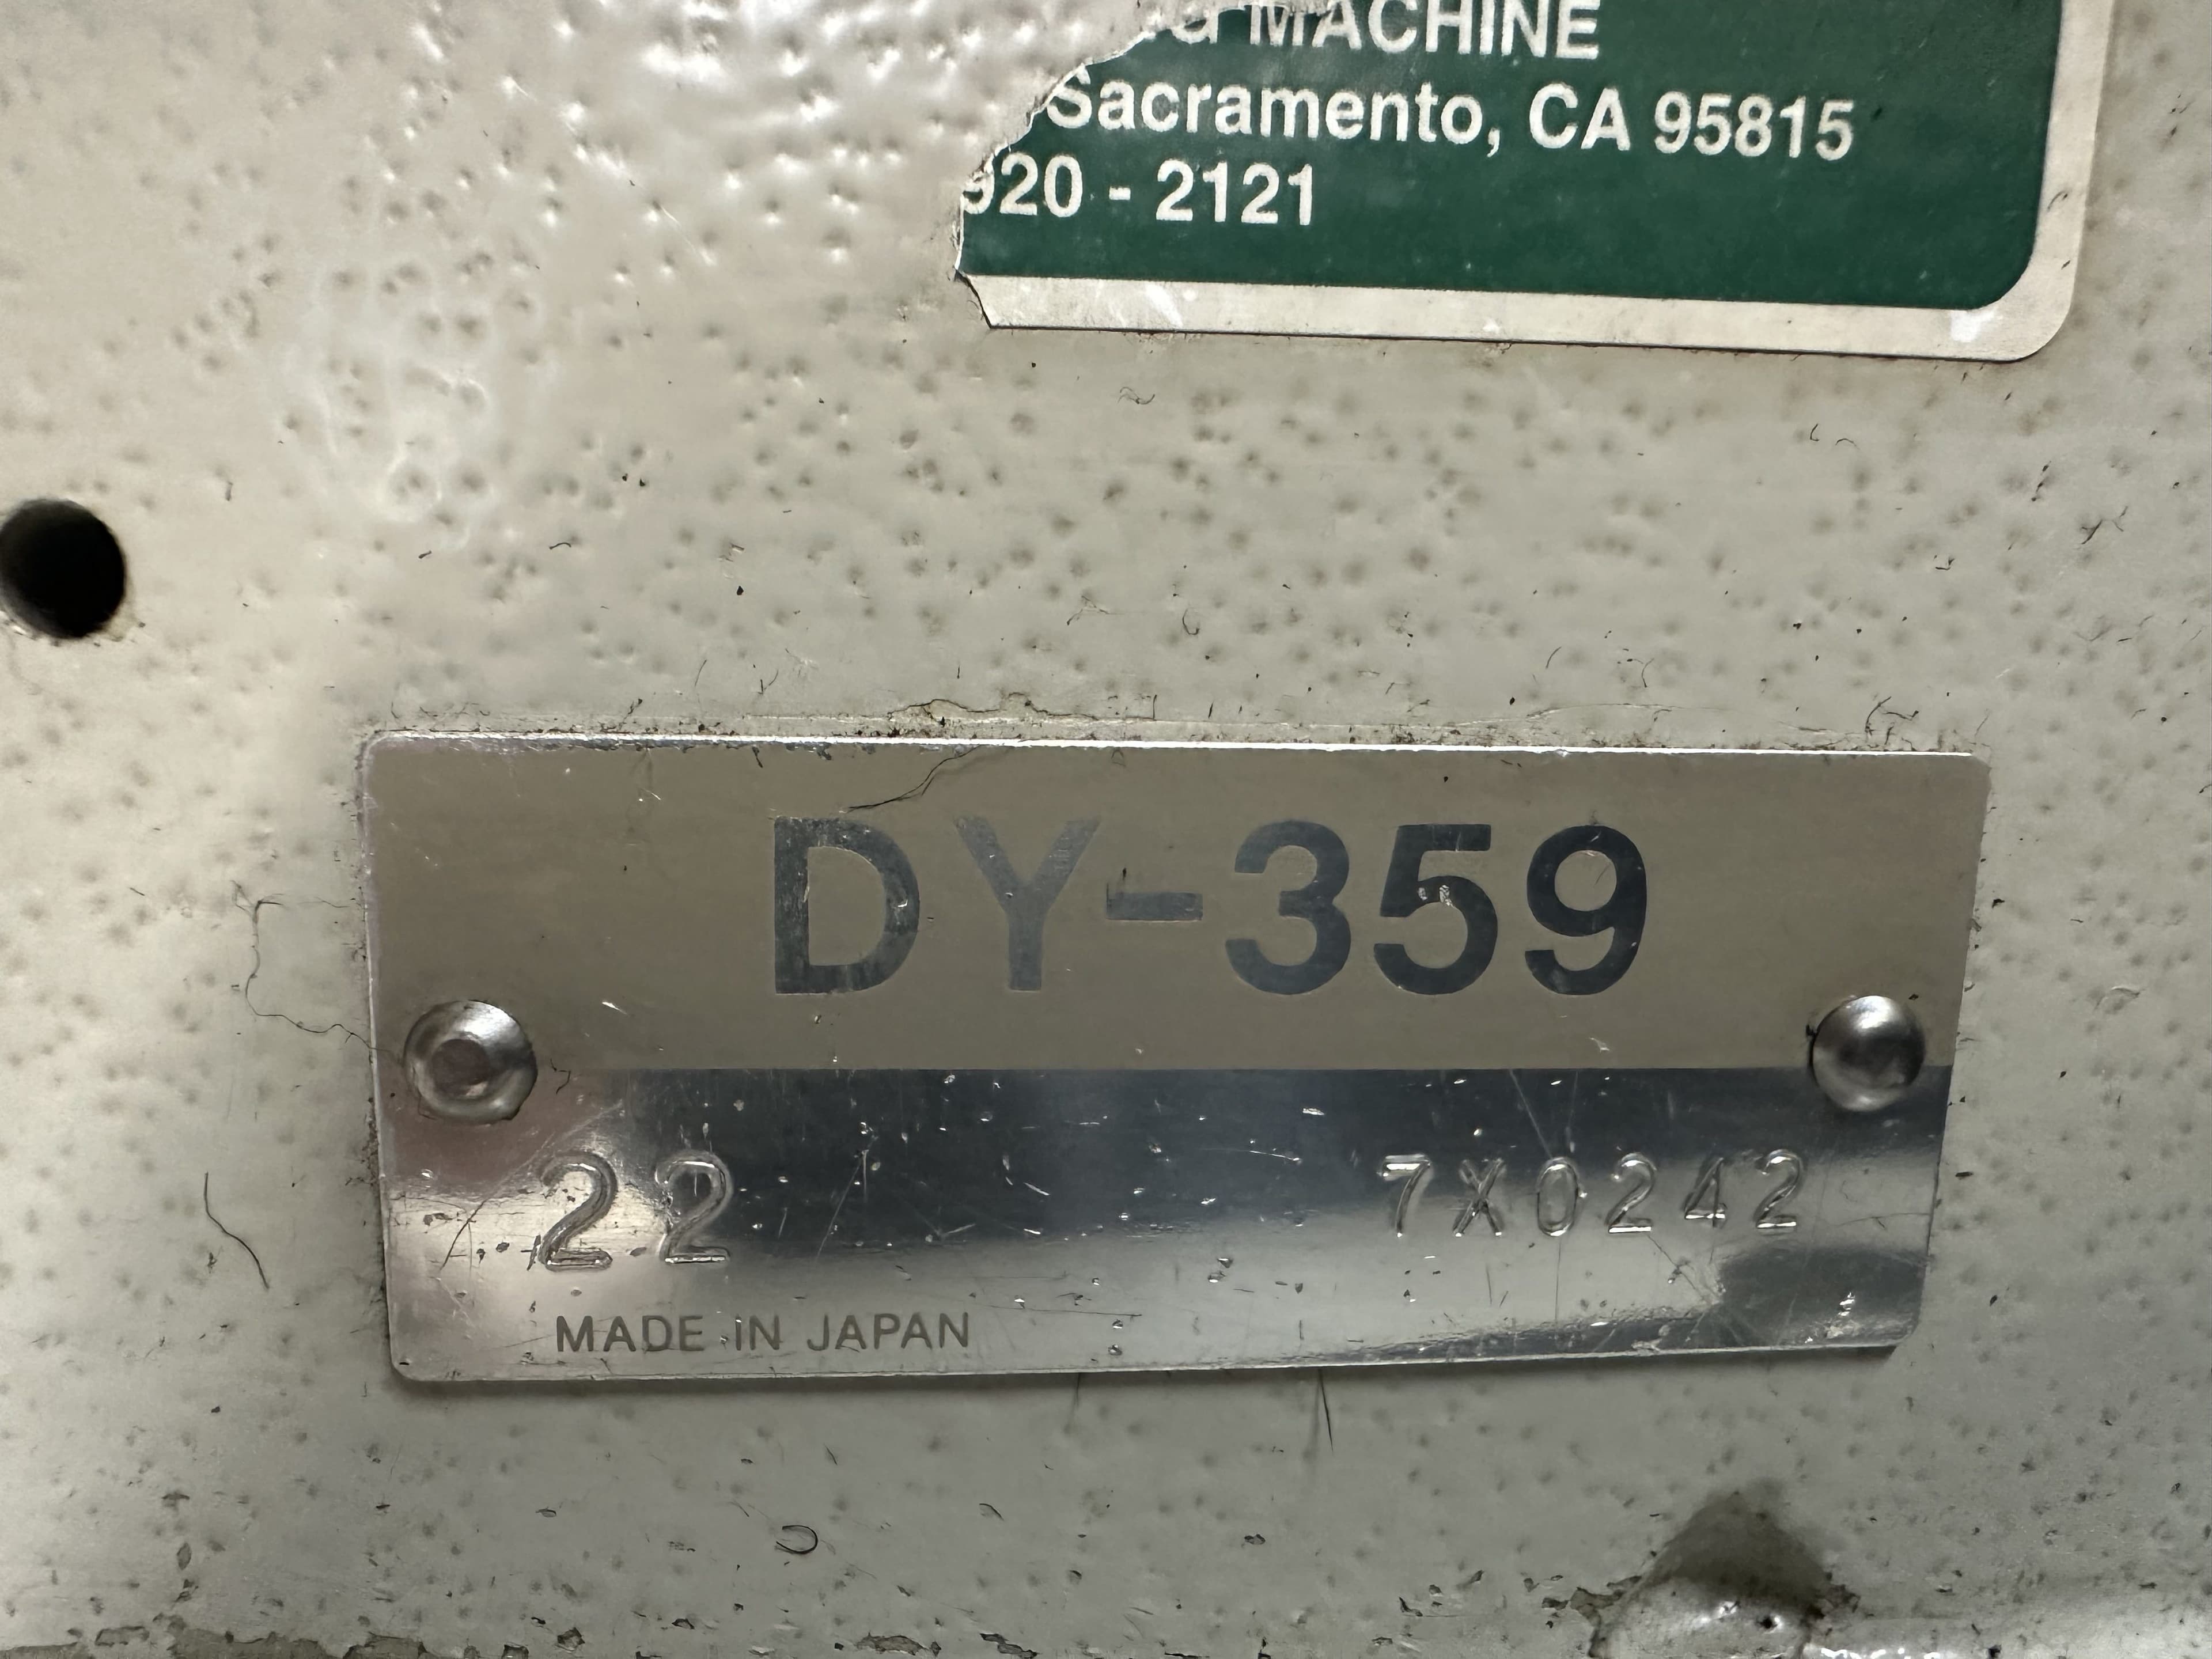 MACHINE
Sacramento, CA 95815
920 - 2121
DY-359
22 7X0242
MADE IN JAPAN